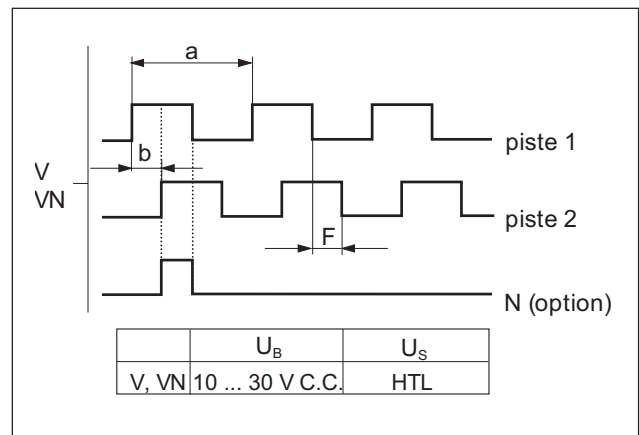 a
piste 1
b
V
VN
piste 2
F
N (option)
U_B U_S
V, VN 10 ... 30 V C.C. HTL